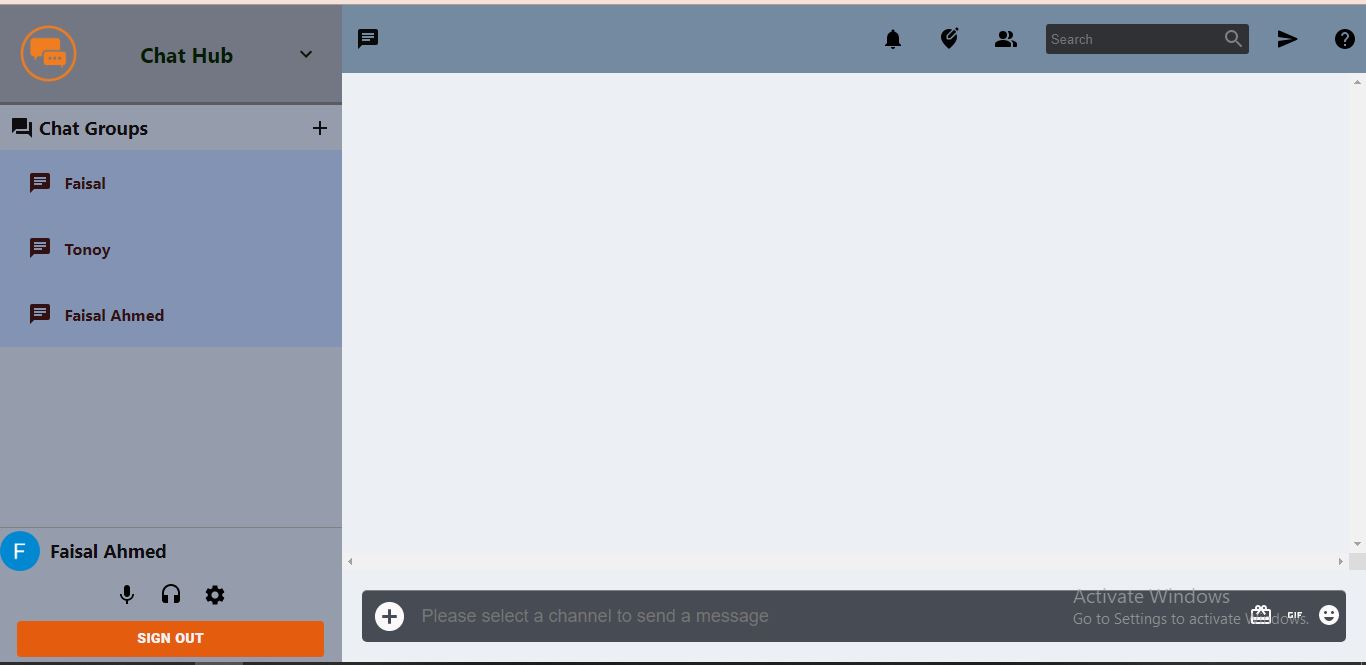 Chat Hub
Search
Chat Groups
Faisal
Tonoy
Faisal Ahmed
F
Faisal Ahmed
SIGN OUT
Please select a channel to send a message
GIF
Activate Windows
Go to Settings to activate Windows.